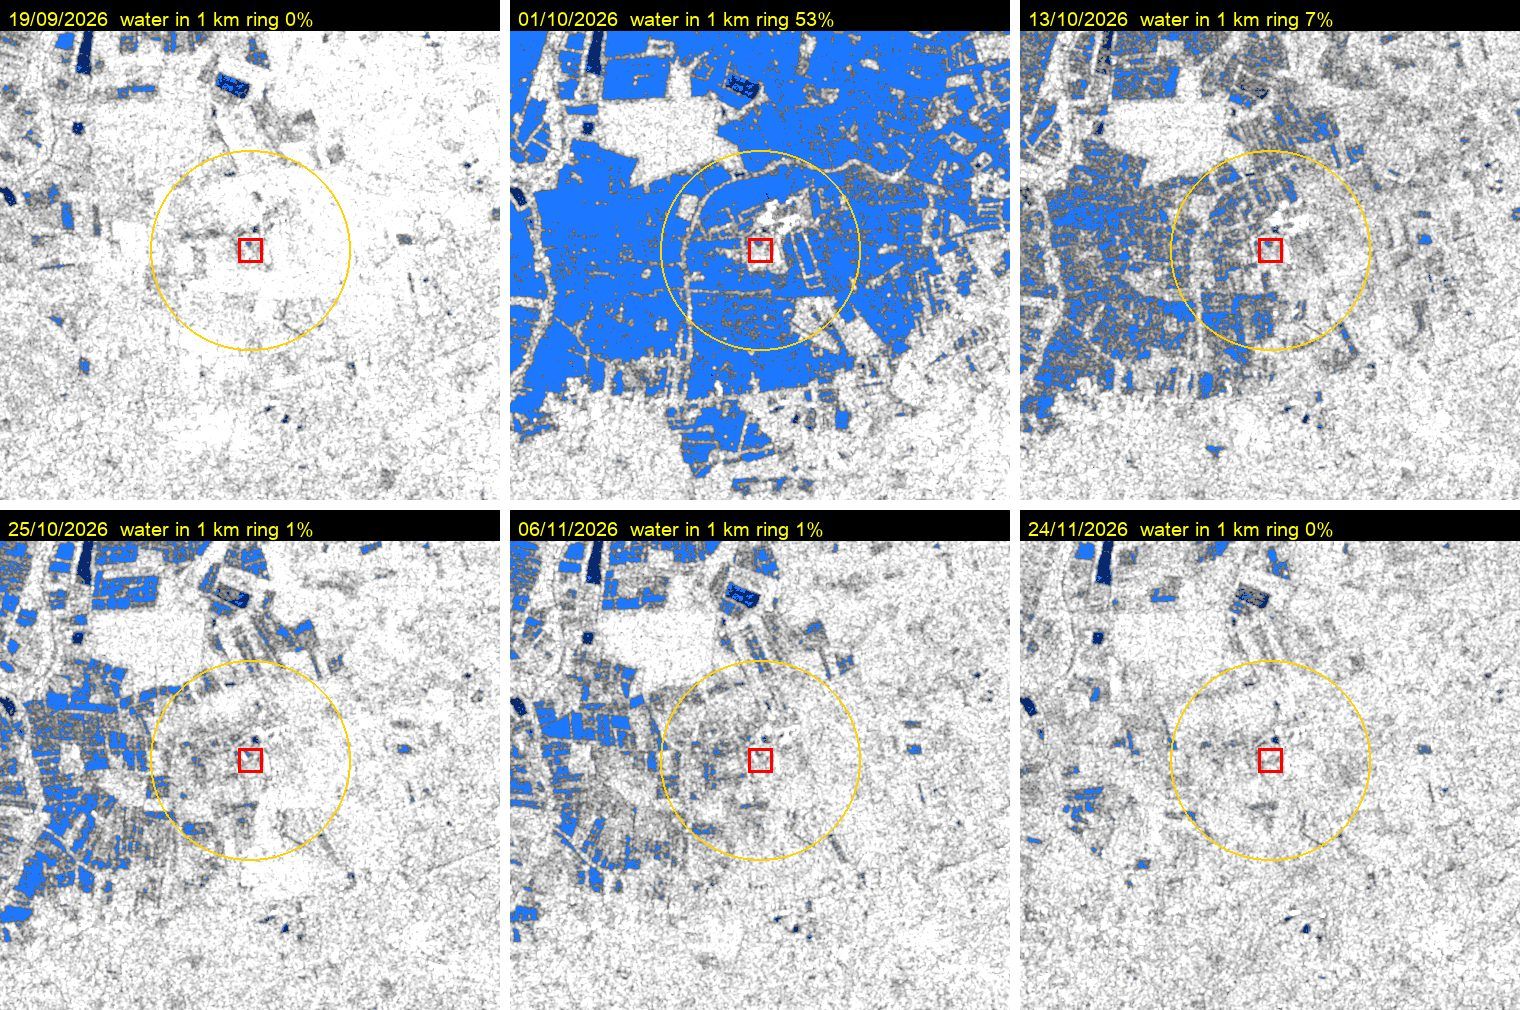 19/09/2026 water in 1 km ring 0%
01/10/2026 water in 1 km ring 53%
13/10/2026 water in 1 km ring 7%
25/10/2026 water in 1 km ring 1%
06/11/2026 water in 1 km ring 1%
24/11/2026 water in 1 km ring 0%